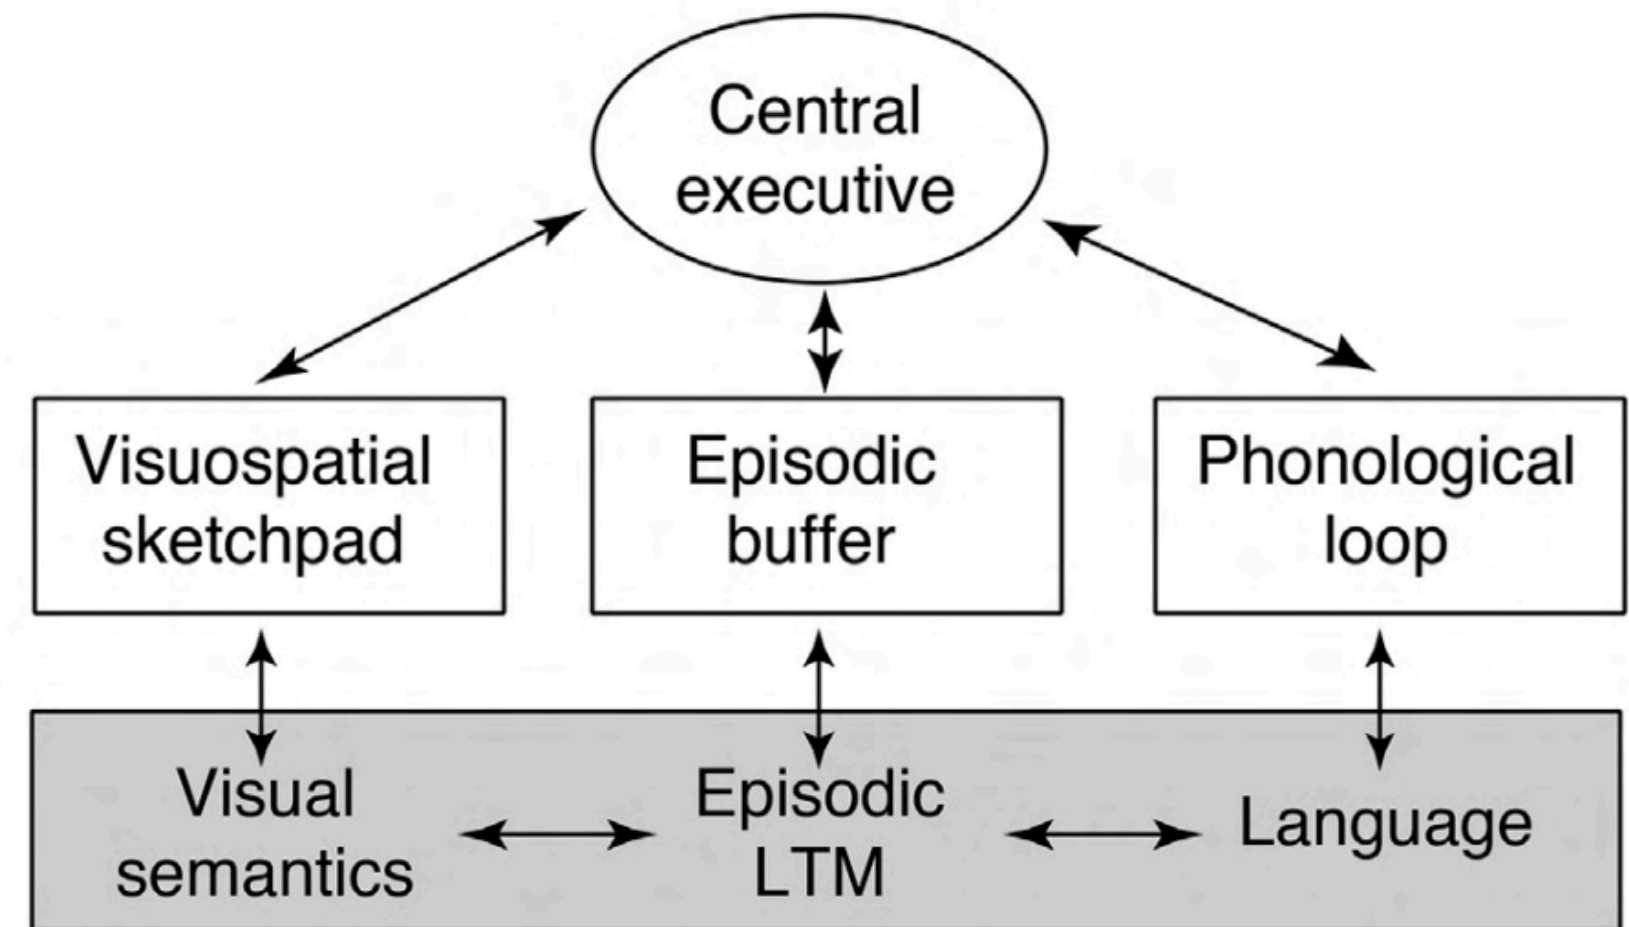 Central
executive
Visuospatial
sketchpad
Episodic
buffer
Phonological
loop
Visual
semantics
Episodic
LTM
Language